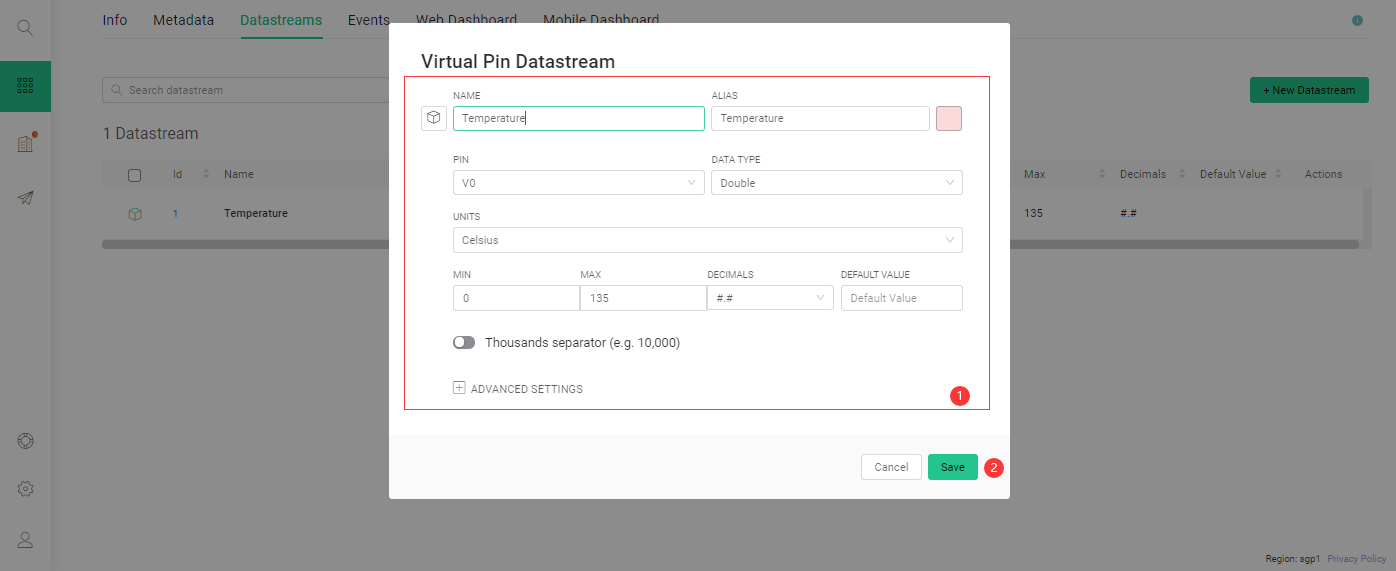 Info Metadata Datastreams Events Web Dashboard Mobile Dashboard
Virtual Pin Datastream
Search datastream
+ New Datastream
1 Datastream
Id Name Max Decimals Default Value Actions
1 Temperature 135 #.#
NAME ALIAS
Temperature Temperature
PIN DATA TYPE
V0 Double
UNITS
Celsius
MIN MAX DECIMALS DEFAULT VALUE
0 135 #.# Default Value
Thousands separator (e.g. 10,000)
ADVANCED SETTINGS
1
Cancel Save 2
Region: sgp1 Privacy Policy